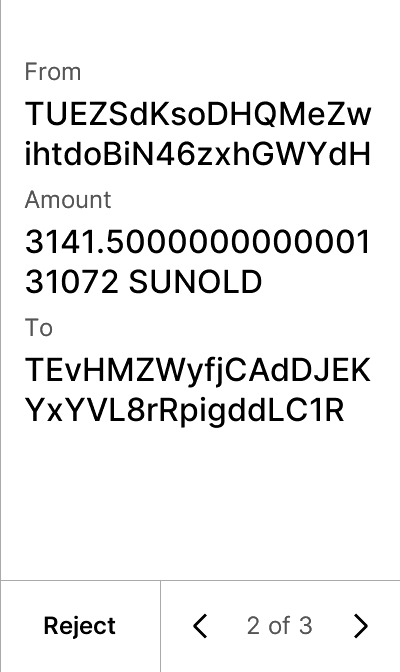 From
TUEZSdKsoDHQMeZw
ihtdoBiN46zxhGWYdH
Amount
3141.5000000000001
31072 SUNOLD
To
TEvHMZWyfjCAdDJEK
YxYVL8rRpigddLC1R
Reject
2 of 3